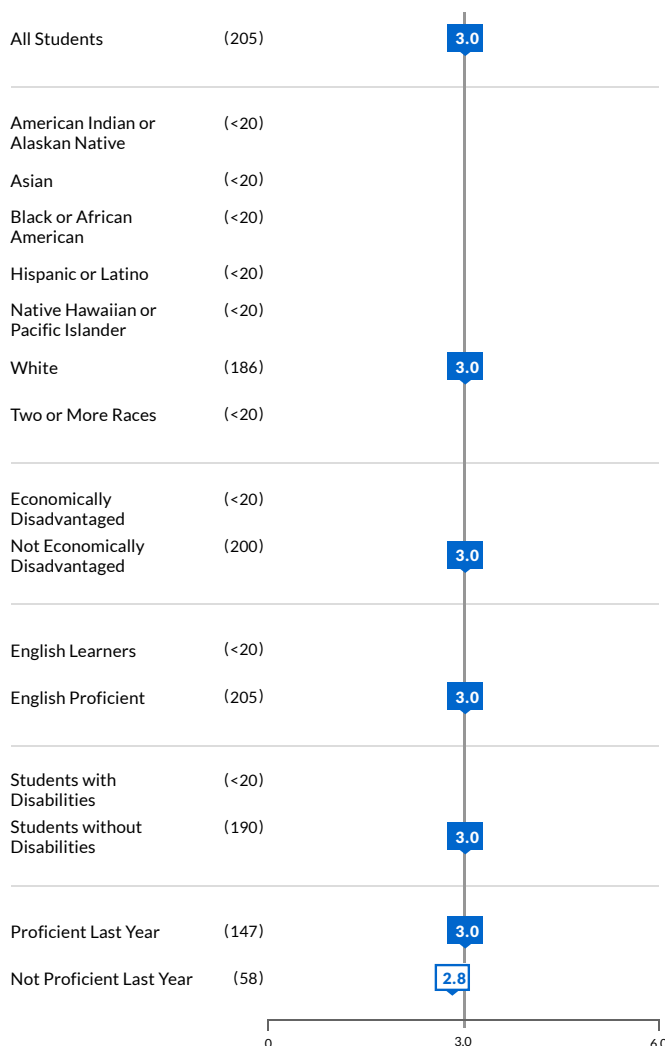 All Students (205) 3.0
American Indian or (<20)
Alaskan Native
Asian (<20)
Black or African (<20)
American
Hispanic or Latino (<20)
Native Hawaiian or (<20)
Pacific Islander
White (186) 3.0
Two or More Races (<20)
Economically (<20)
Disadvantaged
Not Economically (200) 3.0
Disadvantaged
English Learners (<20)
English Proficient (205) 3.0
Students with (<20)
Disabilities
Students without (190) 3.0
Disabilities
Proficient Last Year (147) 3.0
Not Proficient Last Year (58) 2.8
0 3.0 6.0